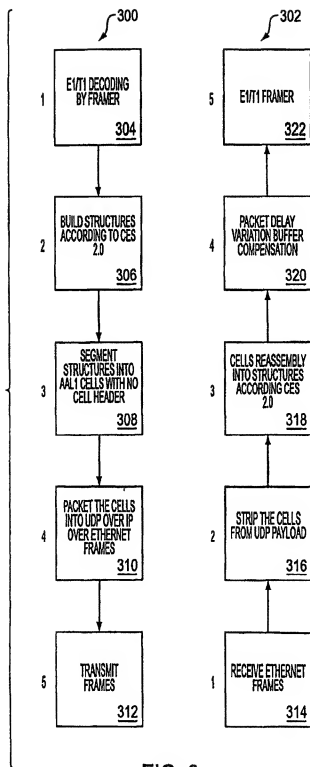 300
1
E1/T1 DECODING
BY FRAMER
304
2
BUILD STRUCTURES
ACCORDING TO CES
2.0
306
3
SEGMENT
STRUCTURES INTO
AAL1 CELLS WITH NO
CELL HEADER
308
4
PACKET THE CELLS
INTO UDP OVER IP
OVER ETHERNET
FRAMES
310
5
TRANSMIT
FRAMES
312
302
5
E1/T1 FRAMER
322
4
PACKET DELAY
VARIATION BUFFER
COMPENSATION
320
3
CELLS REASSEMBLY
INTO STRUCTURES
ACCORDING CES
2.0
318
2
STRIP THE CELLS
FROM UDP PAYLOAD
316
1
RECEIVE ETHERNET
FRAMES
314